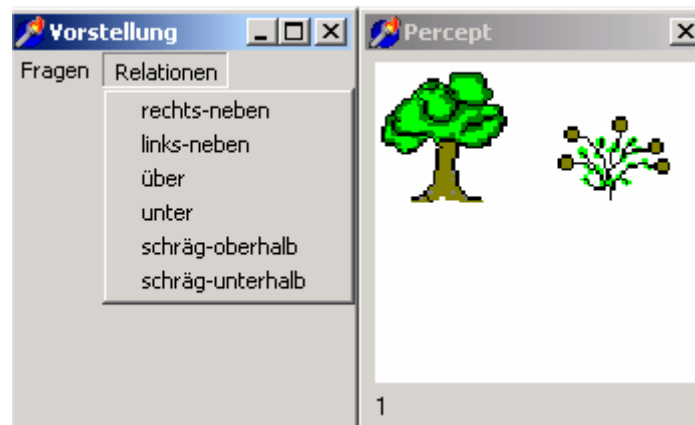 Vorstellung
Fragen Relationen
rechts-neben
links-neben
über
unter
schräg-oberhalb
schräg-unterhalb
Percept
1